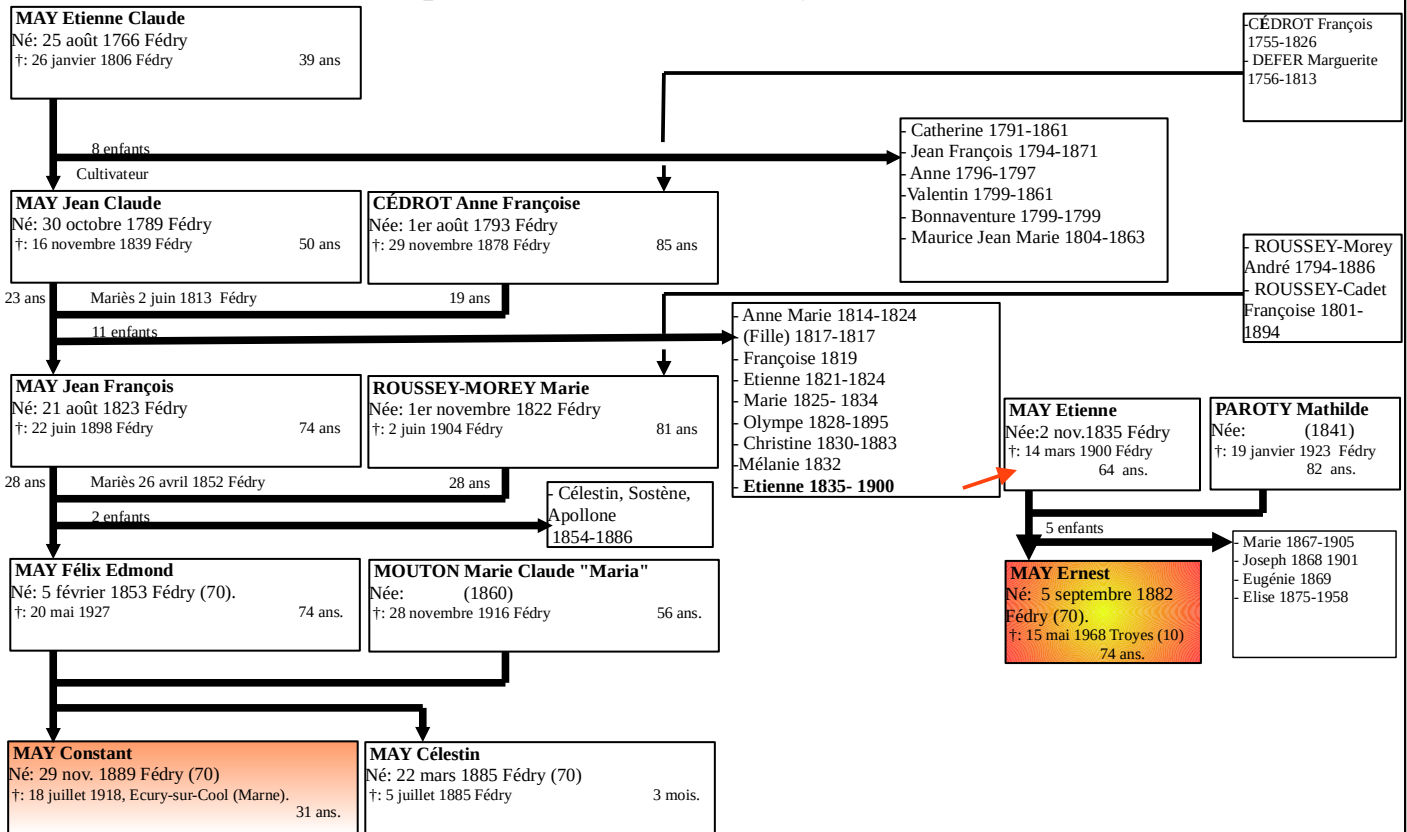 MAY Etienne Claude
Né: 25 août 1766 Fédry
†: 26 janvier 1806 Fédry 39 ans
-CÉDROT François
1755-1826
- DEFER Marguerite
1756-1813
8 enfants
Cultivateur
- Catherine 1791-1861
- Jean François 1794-1871
- Anne 1796-1797
-Valentin 1799-1861
- Bonnaventure 1799-1799
- Maurice Jean Marie 1804-1863
MAY Jean Claude
Né: 30 octobre 1789 Fédry
†: 16 novembre 1839 Fédry 50 ans
CÉDROT Anne Françoise
Née: 1er août 1793 Fédry
†: 29 novembre 1878 Fédry 85 ans
- ROUSSEY-Morey
André 1794-1886
- ROUSSEY-Cadet
Françoise 1801-
1894
23 ans Mariès 2 juin 1813 Fédry 19 ans
11 enfants
- Anne Marie 1814-1824
- (Fille) 1817-1817
- Françoise 1819
- Etienne 1821-1824
- Marie 1825- 1834
- Olympe 1828-1895
- Christine 1830-1883
-Mélanie 1832
- Etienne 1835- 1900
MAY Jean François
Né: 21 août 1823 Fédry
†: 22 juin 1898 Fédry 74 ans
ROUSSEY-MOREY Marie
Née: 1er novembre 1822 Fédry
†: 2 juin 1904 Fédry 81 ans
MAY Etienne
Née:2 nov.1835 Fédry
†: 14 mars 1900 Fédry
64 ans.
PAROTY Mathilde
Née: (1841)
†: 19 janvier 1923 Fédry
82 ans.
28 ans Mariès 26 avril 1852 Fédry 28 ans
2 enfants
- Célestin, Sostène,
Apollone
1854-1886
5 enfants
- Marie 1867-1905
- Joseph 1868 1901
- Eugénie 1869
- Elise 1875-1958
MAY Félix Edmond
Né: 5 février 1853 Fédry (70).
†: 20 mai 1927 74 ans.
MOUTON Marie Claude "Maria"
Née: (1860)
†: 28 novembre 1916 Fédry 56 ans.
MAY Ernest
Né: 5 septembre 1882
Fédry (70).
†: 15 mai 1968 Troyes (10)
74 ans.
MAY Constant
Né: 29 nov. 1889 Fédry (70)
†: 18 juillet 1918, Ecury-sur-Cool (Marne).
31 ans.
MAY Célestin
Né: 22 mars 1885 Fédry (70)
†: 5 juillet 1885 Fédry 3 mois.